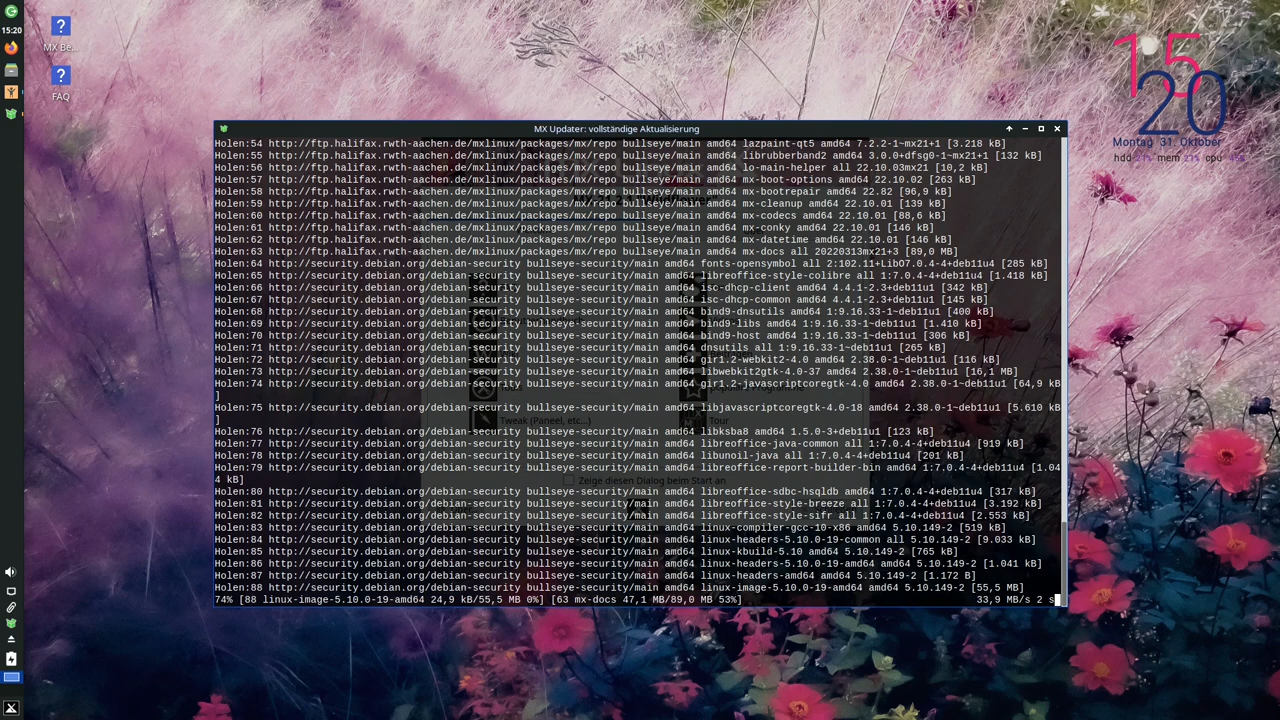 15:20
MX Be...
FAQ
15
20
Montag 31. Oktober
hdd 21% mem 21% cpu
MX Updater: vollständige Aktualisierung
Holen:54 http://ftp.halifax.rwth-aachen.de/mxlinux/packages/mx/repo bullseye/main amd64 lazpaint-qt5 amd64 7.2.2-1~mx21+1 [3.218 kB]
Holen:55 http://ftp.halifax.rwth-aachen.de/mxlinux/packages/mx/repo bullseye/main amd64 librubberband2 amd64 3.0.0+dfsg0-1~mx21+1 [132 kB]
Holen:56 http://ftp.halifax.rwth-aachen.de/mxlinux/packages/mx/repo bullseye/main amd64 lo-main-helper all 22.10.03mx21 [10,2 kB]
Holen:57 http://ftp.halifax.rwth-aachen.de/mxlinux/packages/mx/repo bullseye/main amd64 mx-boot-options amd64 22.10.02 [263 kB]
Holen:58 http://ftp.halifax.rwth-aachen.de/mxlinux/packages/mx/repo bullseye/main amd64 mx-bootrepair amd64 22.82 [96,9 kB]
Holen:59 http://ftp.halifax.rwth-aachen.de/mxlinux/packages/mx/repo bullseye/main amd64 mx-cleanup amd64 22.10.01 [139 kB]
Holen:60 http://ftp.halifax.rwth-aachen.de/mxlinux/packages/mx/repo bullseye/main amd64 mx-codecs amd64 22.10.01 [88,6 kB]
Holen:61 http://ftp.halifax.rwth-aachen.de/mxlinux/packages/mx/repo bullseye/main amd64 mx-conky amd64 22.10.01 [146 kB]
Holen:62 http://ftp.halifax.rwth-aachen.de/mxlinux/packages/mx/repo bullseye/main amd64 mx-datetime amd64 22.10.01 [146 kB]
Holen:63 http://ftp.halifax.rwth-aachen.de/mxlinux/packages/mx/repo bullseye/main amd64 mx-docs all 20220313mx21+3 [89,0 MB]
Holen:64 http://security.debian.org/debian-security bullseye-security/main amd64 fonts-opensymbol all 2:102.11+LibO7.0.4-4+deb11u4 [285 kB]
Holen:65 http://security.debian.org/debian-security bullseye-security/main amd64 libreoffice-style-colibre all 1:7.0.4-4+deb11u4 [1.418 kB]
Holen:66 http://security.debian.org/debian-security bullseye-security/main amd64 isc-dhcp-client amd64 4.4.1-2.3+deb11u1 [342 kB]
Holen:67 http://security.debian.org/debian-security bullseye-security/main amd64 isc-dhcp-common amd64 4.4.1-2.3+deb11u1 [145 kB]
Holen:68 http://security.debian.org/debian-security bullseye-security/main amd64 bind9-dnsutils amd64 1:9.16.33-1~deb11u1 [400 kB]
Holen:69 http://security.debian.org/debian-security bullseye-security/main amd64 bind9-libs amd64 1:9.16.33-1~deb11u1 [1.410 kB]
Holen:70 http://security.debian.org/debian-security bullseye-security/main amd64 bind9-host amd64 1:9.16.33-1~deb11u1 [306 kB]
Holen:71 http://security.debian.org/debian-security bullseye-security/main amd64 dnsutils all 1:9.16.33-1~deb11u1 [265 kB]
Holen:72 http://security.debian.org/debian-security bullseye-security/main amd64 gir1.2-webkit2-4.0 amd64 2.38.0-1~deb11u1 [116 kB]
Holen:73 http://security.debian.org/debian-security bullseye-security/main amd64 libwebkit2gtk-4.0-37 amd64 2.38.0-1~deb11u1 [16,1 MB]
Holen:74 http://security.debian.org/debian-security bullseye-security/main amd64 gir1.2-javascriptcoregtk-4.0 amd64 2.38.0-1~deb11u1 [64,9 kB
]
Holen:75 http://security.debian.org/debian-security bullseye-security/main amd64 libjavascriptcoregtk-4.0-18 amd64 2.38.0-1~deb11u1 [5.610 kB
]
Tweak (Paneel, etc...)
Tour
Holen:76 http://security.debian.org/debian-security bullseye-security/main amd64 libksba8 amd64 1.5.0-3+deb11u1 [123 kB]
Holen:77 http://security.debian.org/debian-security bullseye-security/main amd64 libreoffice-java-common all 1:7.0.4-4+deb11u4 [919 kB]
Holen:78 http://security.debian.org/debian-security bullseye-security/main amd64 libunoil-java all 1:7.0.4-4+deb11u4 [201 kB]
Holen:79 http://security.debian.org/debian-security bullseye-security/main amd64 libreoffice-report-builder-bin amd64 1:7.0.4-4+deb11u4 [1.04
4 kB]
Zeige diesen Dialog beim Start an
Holen:80 http://security.debian.org/debian-security bullseye-security/main amd64 libreoffice-sdbc-hsqldb amd64 1:7.0.4-4+deb11u4 [317 kB]
Holen:81 http://security.debian.org/debian-security bullseye-security/main amd64 libreoffice-style-breeze all 1:7.0.4-4+deb11u4 [3.192 kB]
Holen:82 http://security.debian.org/debian-security bullseye-security/main amd64 libreoffice-style-sifr all 1:7.0.4-4+deb11u4 [2.553 kB]
Holen:83 http://security.debian.org/debian-security bullseye-security/main amd64 linux-compiler-gcc-10-x86 amd64 5.10.149-2 [519 kB]
Holen:84 http://security.debian.org/debian-security bullseye-security/main amd64 linux-headers-5.10.0-19-common all 5.10.149-2 [9.033 kB]
Holen:85 http://security.debian.org/debian-security bullseye-security/main amd64 linux-kbuild-5.10 amd64 5.10.149-2 [765 kB]
Holen:86 http://security.debian.org/debian-security bullseye-security/main amd64 linux-headers-5.10.0-19-amd64 amd64 5.10.149-2 [1.041 kB]
Holen:87 http://security.debian.org/debian-security bullseye-security/main amd64 linux-headers-amd64 amd64 5.10.149-2 [1.172 B]
Holen:88 http://security.debian.org/debian-security bullseye-security/main amd64 linux-image-5.10.0-19-amd64 amd64 5.10.149-2 [55,5 MB]
74% [88 linux-image-5.10.0-19-amd64 24,9 kB/55,5 MB 0%] [63 mx-docs 47,1 MB/89,0 MB 53%] 33,9 MB/s 2 s